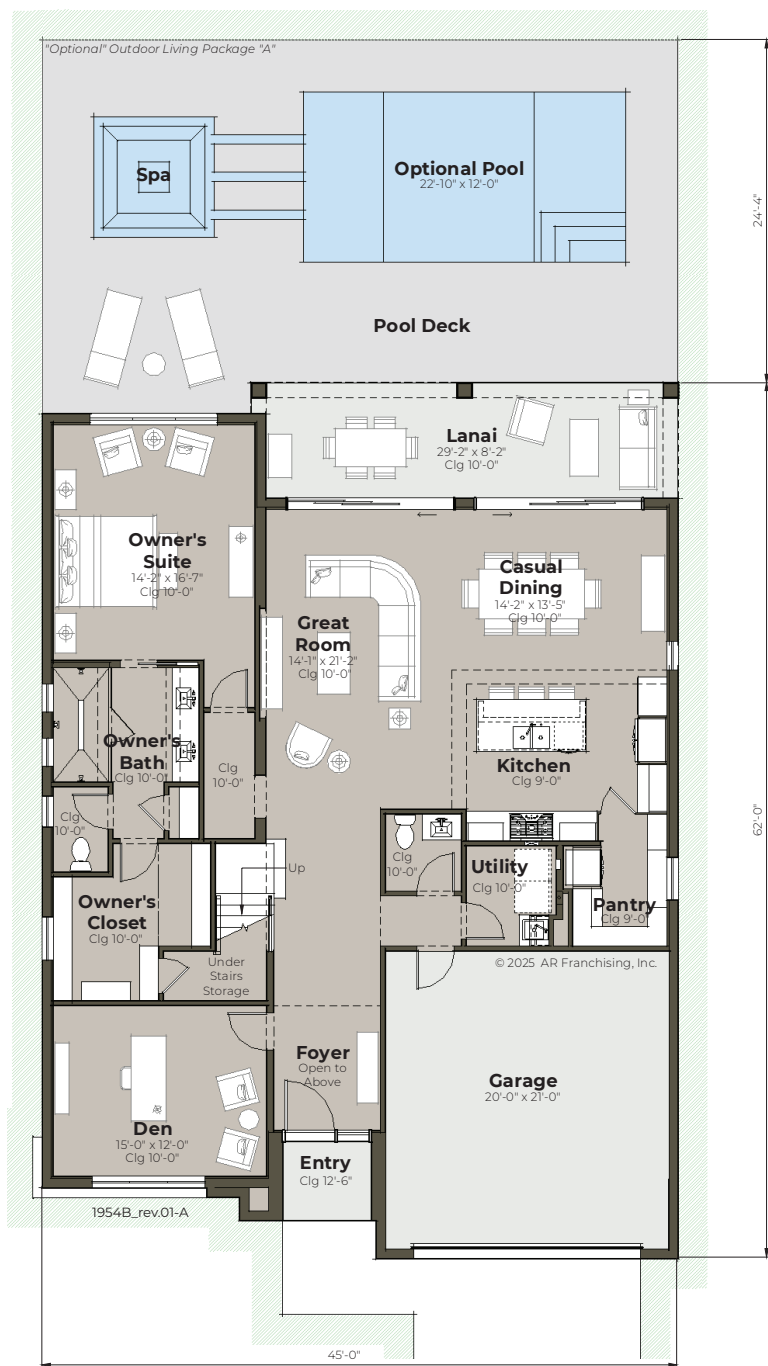 "Optional" Outdoor Living Package "A"
Spa
Optional Pool
22'-10" x 12'-0"
24'-4"
Pool Deck
Lanai
29'-2" x 8'-2"
Clg 10'-0"
Owner's
Suite
14'-2" x 16'-7"
Clg 10'-0"
Casual
Dining
14'-2" x 13'-5"
Clg 10'-0"
Great
Room
14'-1" x 21'-2"
Clg 10'-0"
Owner's
Bath
Clg 10'-0"
Clg
10'-0"
Kitchen
Clg 9'-0"
Clg
10'-0"
62'-0"
Clg
10'-0"
Utility
Clg 10'-0"
Up
Owner's
Closet
Clg 10'-0"
Pantry
Clg 9'-0"
Under
Stairs
Storage
© 2025 AR Franchising, Inc.
Foyer
Open to
Above
Garage
20'-0" x 21'-0"
Den
15'-0" x 12'-0"
Clg 10'-0"
Entry
Clg 12'-6"
1954B_rev.01-A
45'-0"